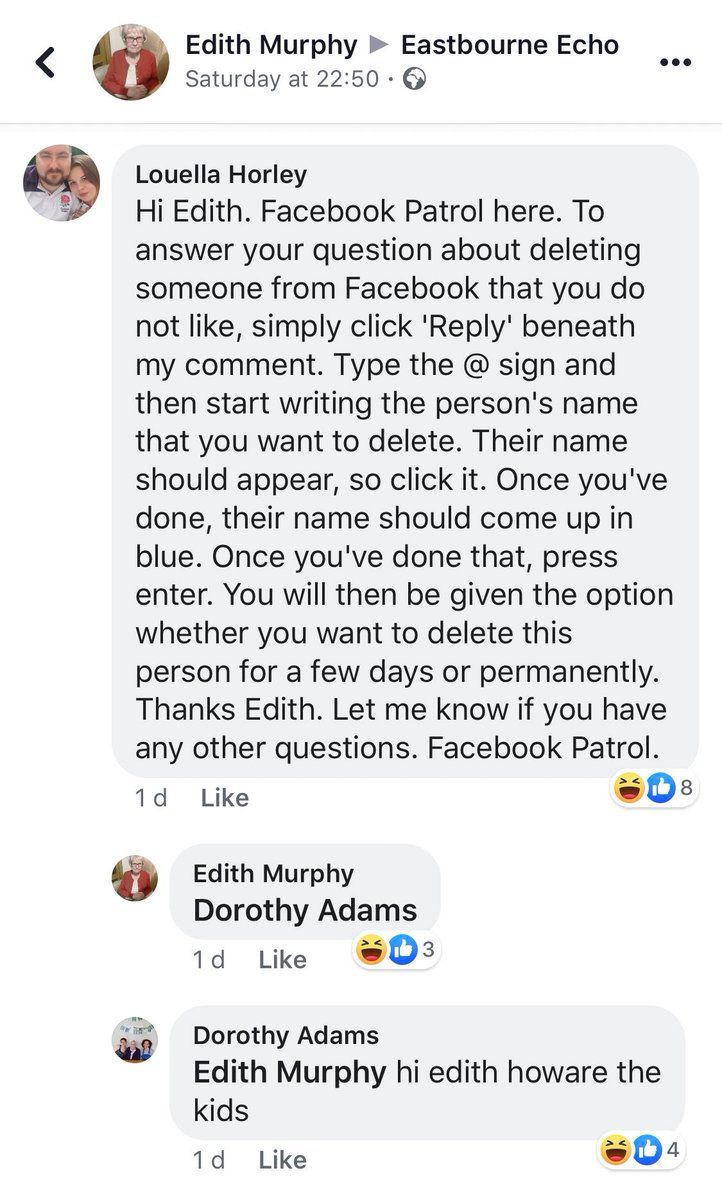 Edith Murphy ▶ Eastbourne Echo
Saturday at 22:50 ·
Louella Horley
Hi Edith. Facebook Patrol here. To
answer your question about deleting
someone from Facebook that you do
not like, simply click 'Reply' beneath
my comment. Type the @ sign and
then start writing the person's name
that you want to delete. Their name
should appear, so click it. Once you've
done, their name should come up in
blue. Once you've done that, press
enter. You will then be given the option
whether you want to delete this
person for a few days or permanently.
Thanks Edith. Let me know if you have
any other questions. Facebook Patrol.
1 d Like 8
Edith Murphy
Dorothy Adams
1 d Like 3
Dorothy Adams
Edith Murphy hi edith howare the
kids
1 d Like 4